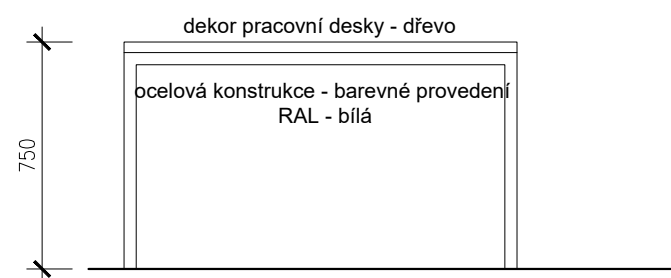 dekor pracovní desky - dřevo
ocelová konstrukce - barevné provedení
RAL - bílá
750